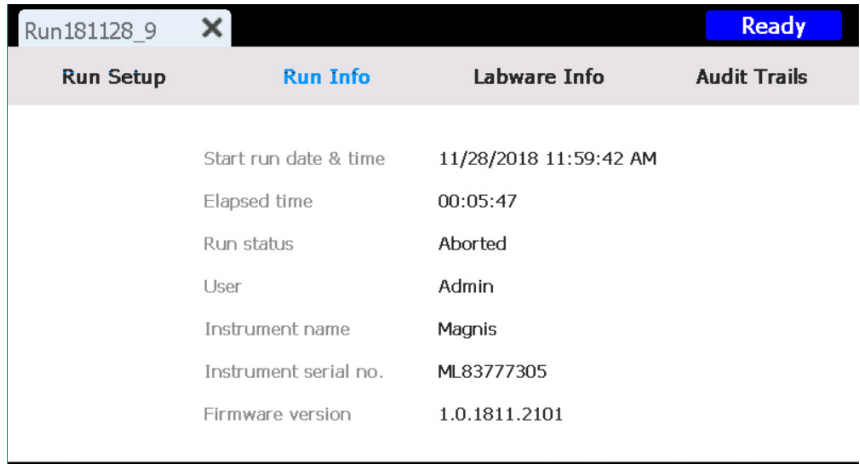 Run181128_9 Ready
Run Setup Run Info Labware Info Audit Trails
Start run date & time 11/28/2018 11:59:42 AM
Elapsed time 00:05:47
Run status Aborted
User Admin
Instrument name Magnis
Instrument serial no. ML83777305
Firmware version 1.0.1811.2101